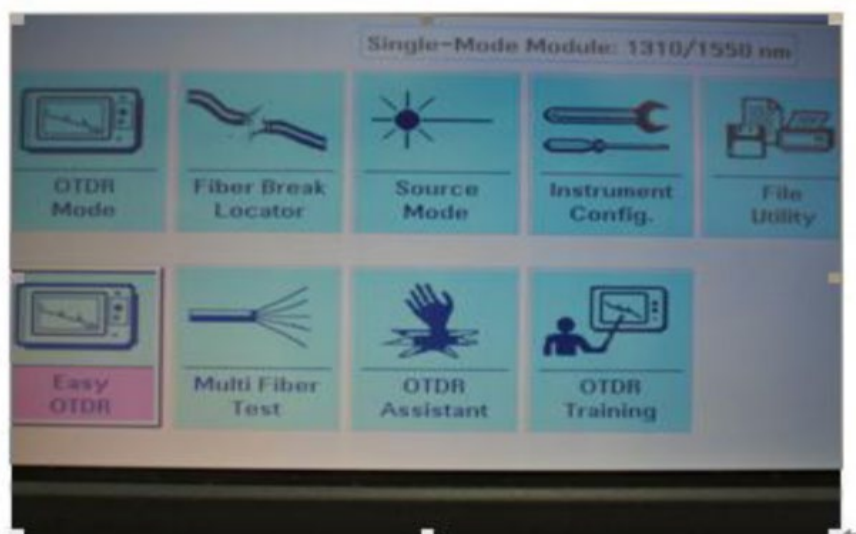 Single-Mode Module: 1310/1550 nm
OTDR
Mode
Fiber Break
Locator
Source
Mode
Instrument
Config.
File
Utility
Easy
OTDR
Multi Fiber
Test
OTDR
Assistant
OTDR
Training